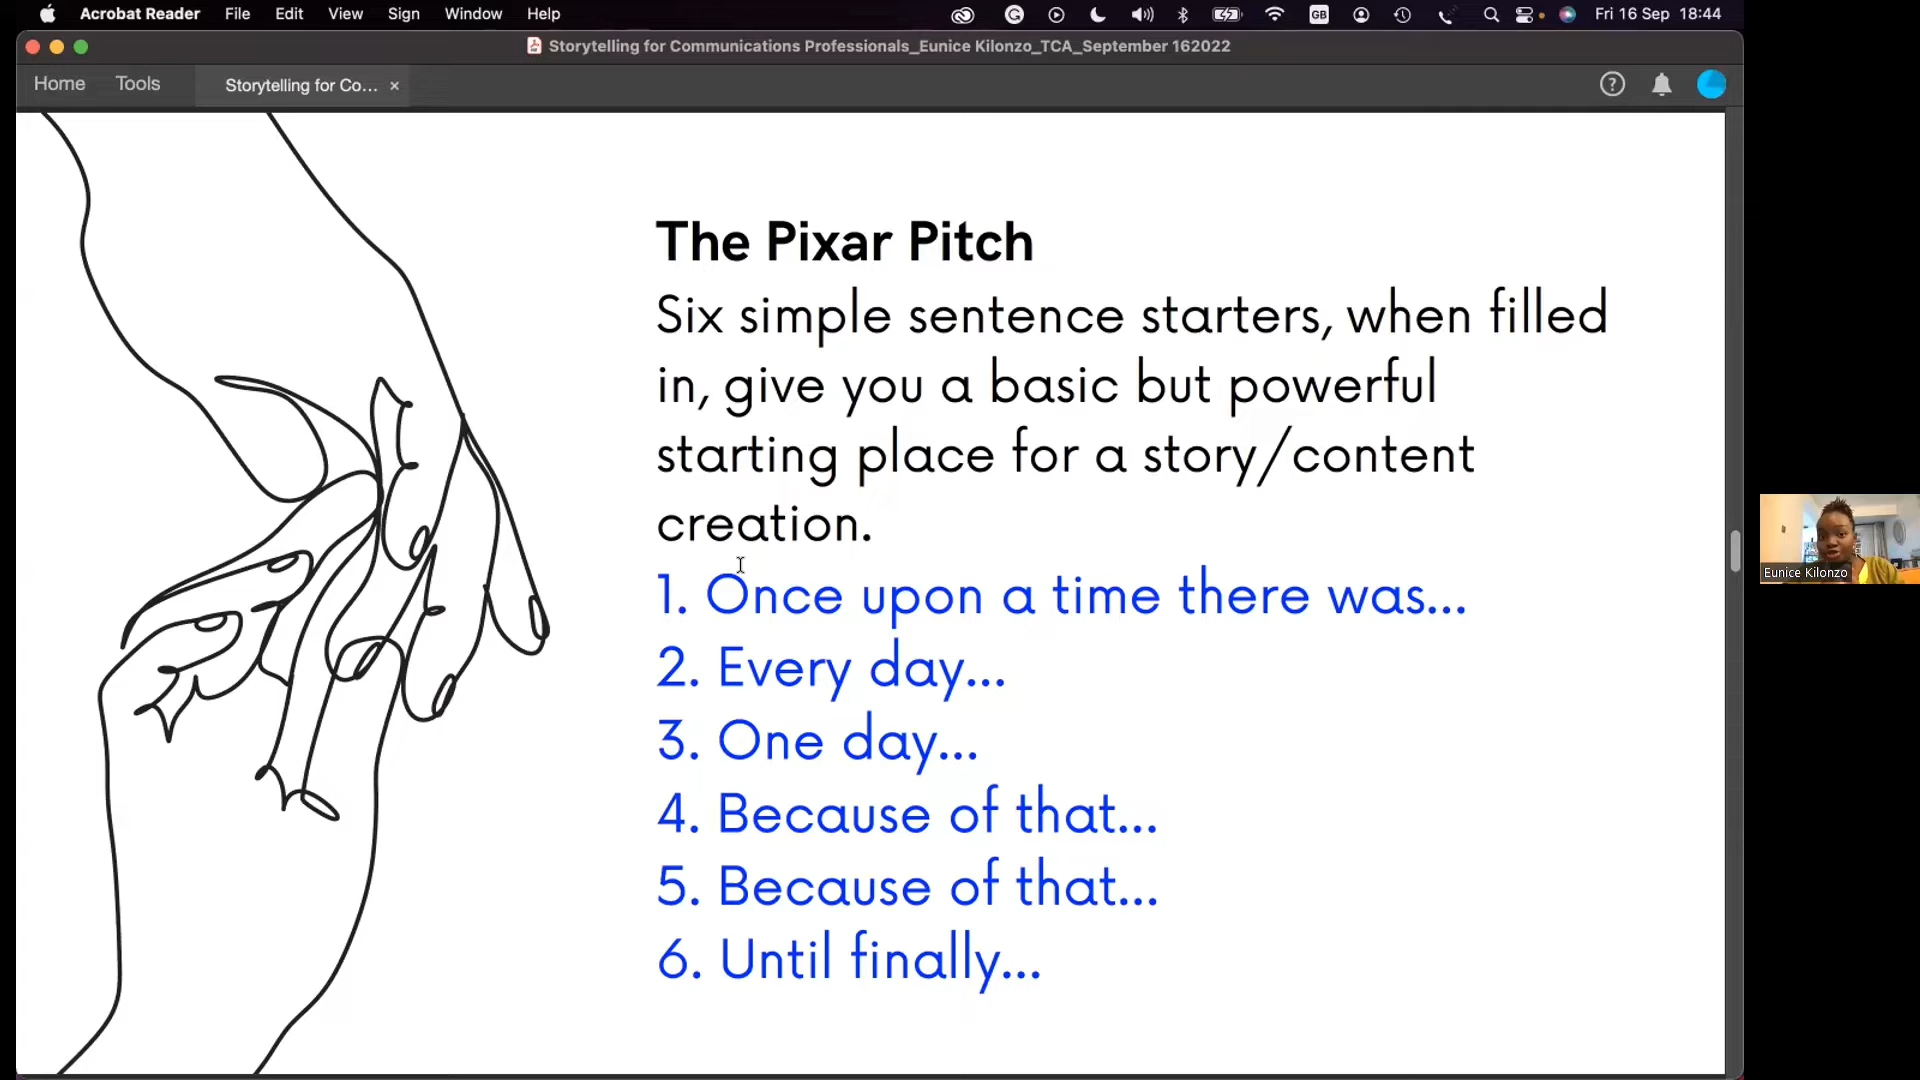 Acrobat Reader File Edit View Sign Window Help GB Fri 16 Sep 18:44
Storytelling for Communications Professionals_Eunice Kilonzo_TCA_September 162022
Home Tools Storytelling for Co... ×
The Pixar Pitch
Six simple sentence starters, when filled
in, give you a basic but powerful
starting place for a story/content
creation.
1. Once upon a time there was...
2. Every day...
3. One day...
4. Because of that...
5. Because of that...
6. Until finally...
Eunice Kilonzo